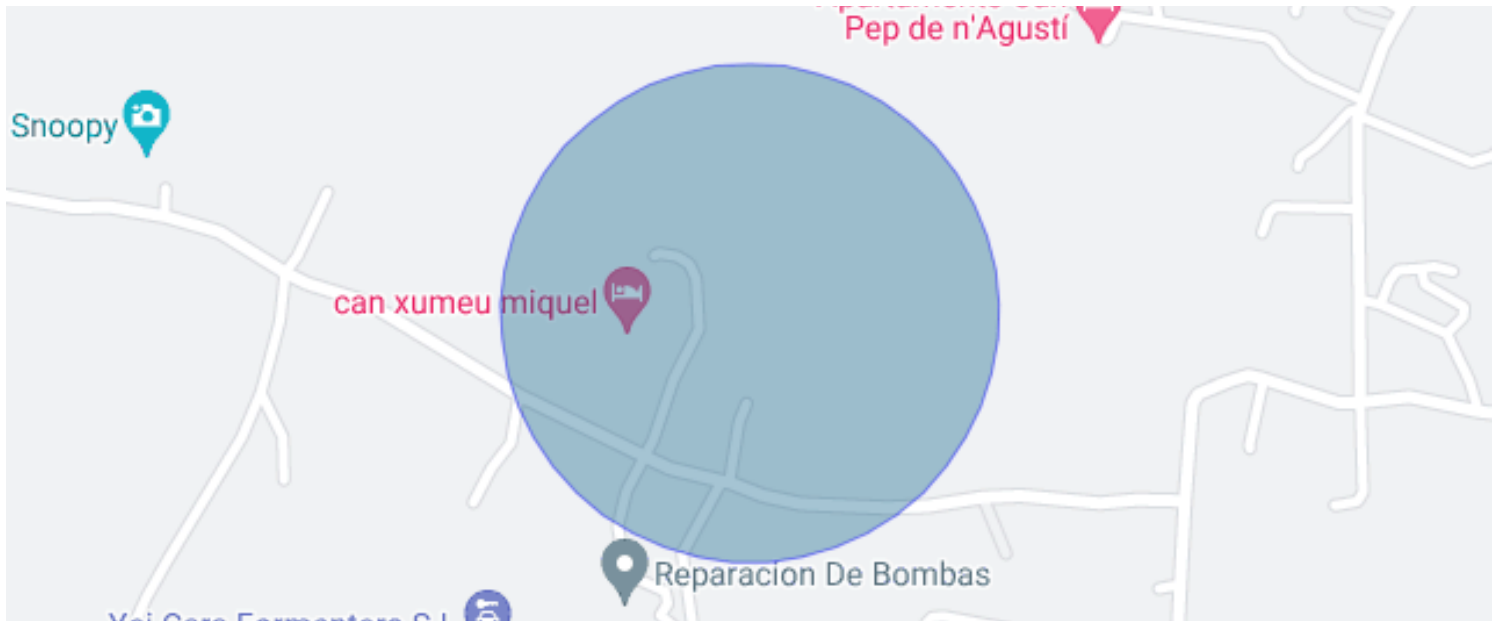 Pep de n'Agustí
Snoopy
can xumeu miquel
Reparacion De Bombas